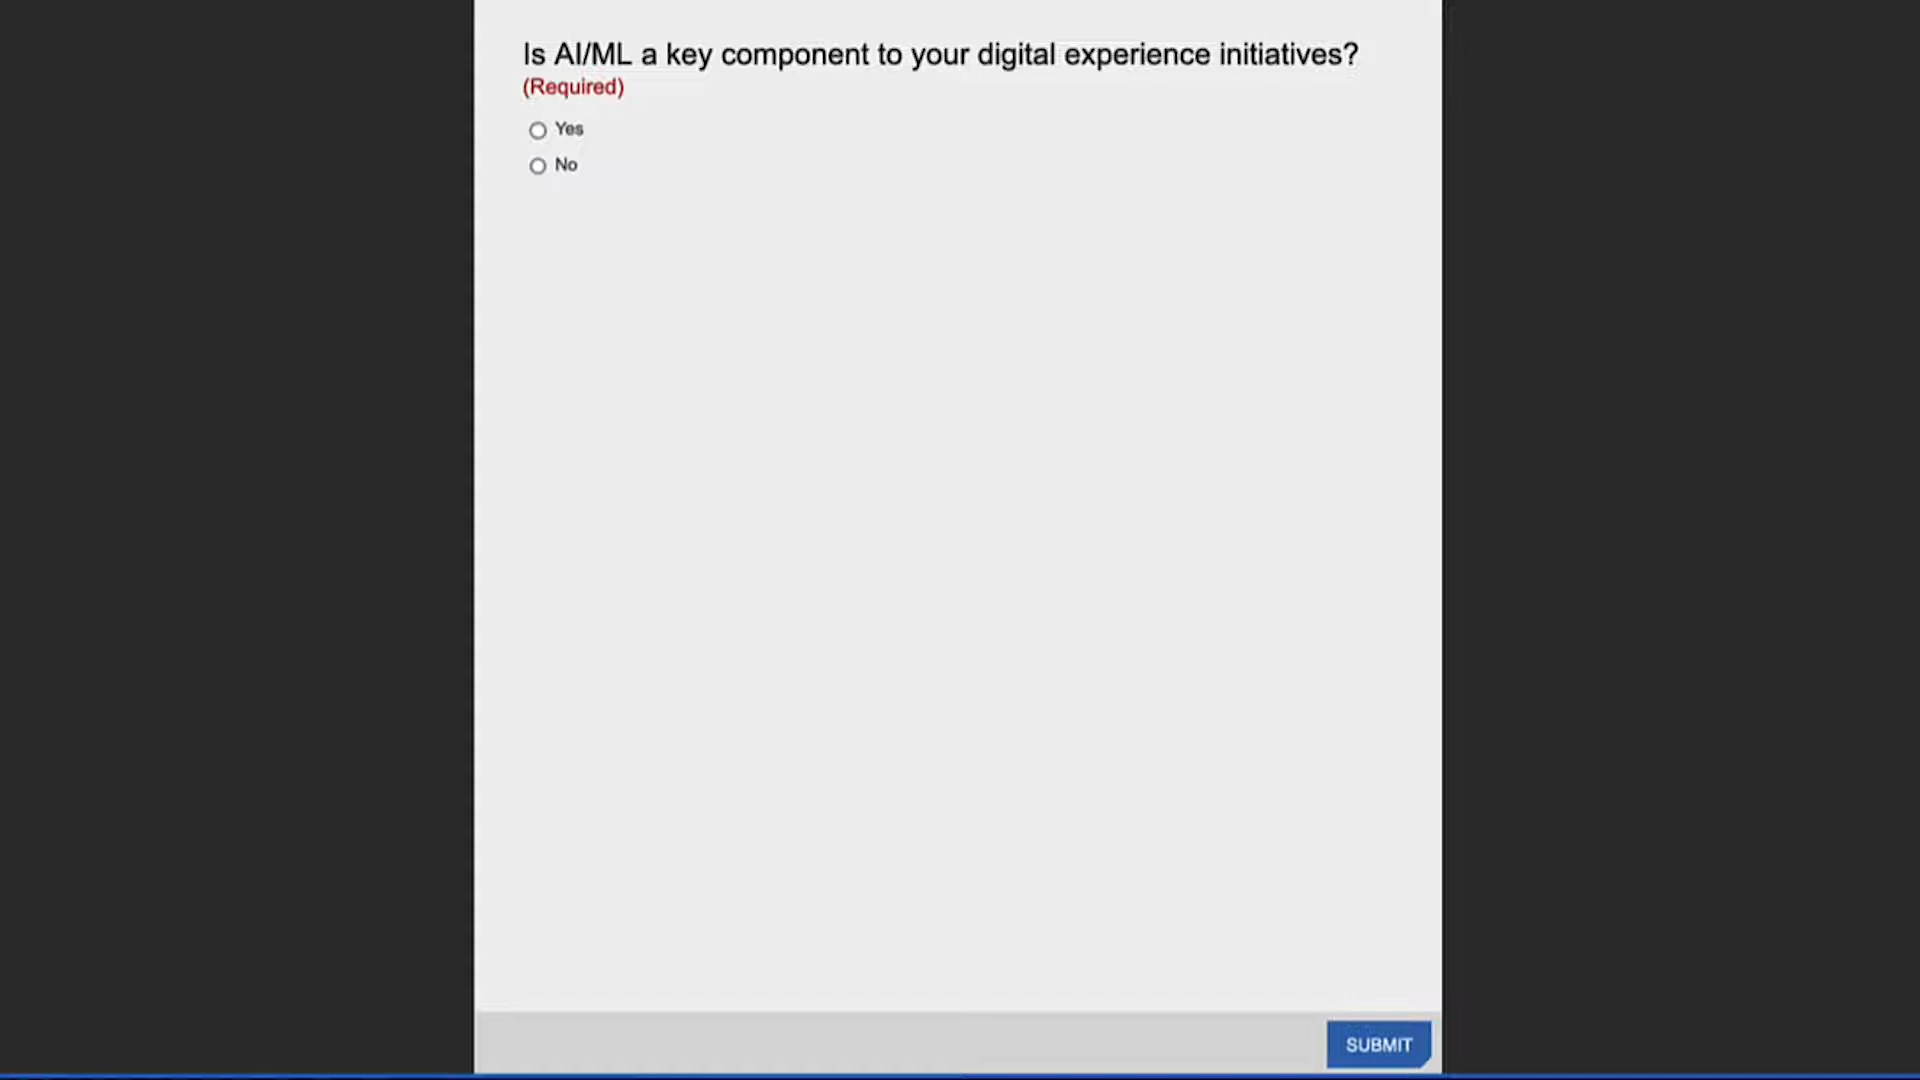 Is AI/ML a key component to your digital experience initiatives?
(Required)
Yes
No
SUBMIT